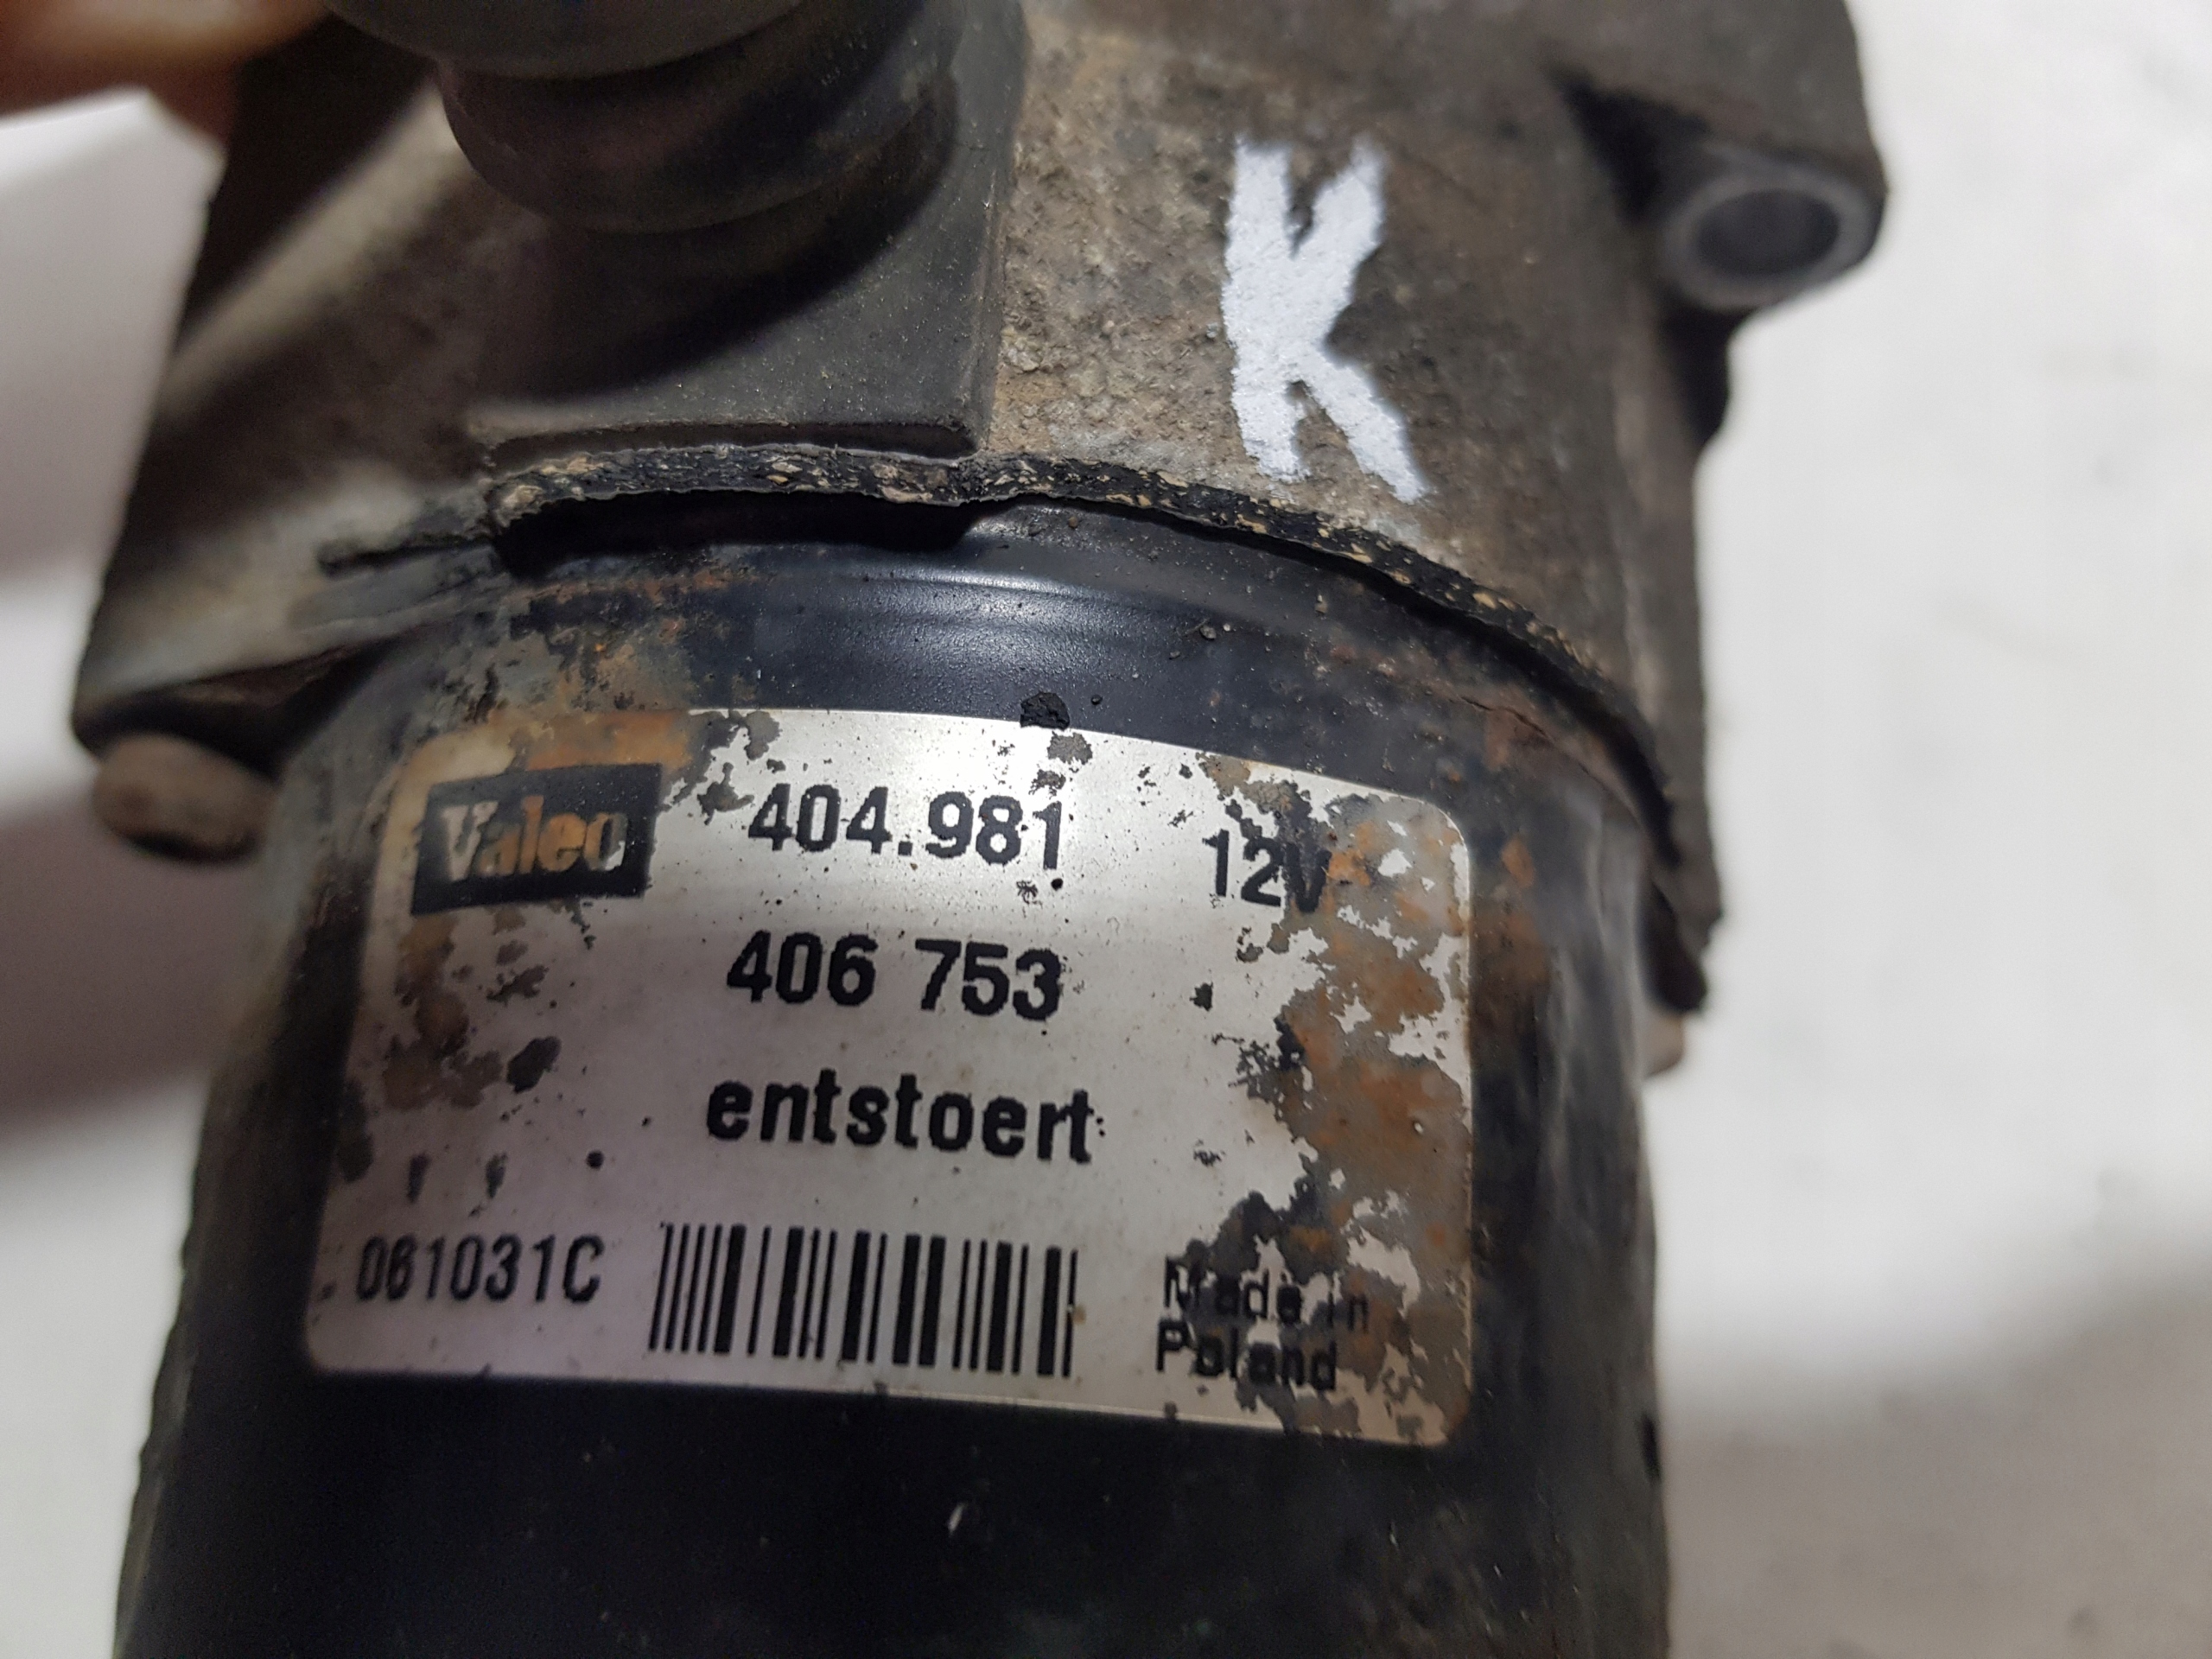 K
Valeo 404.981 12V
406 753
entstoert
061031C
Made in
Poland